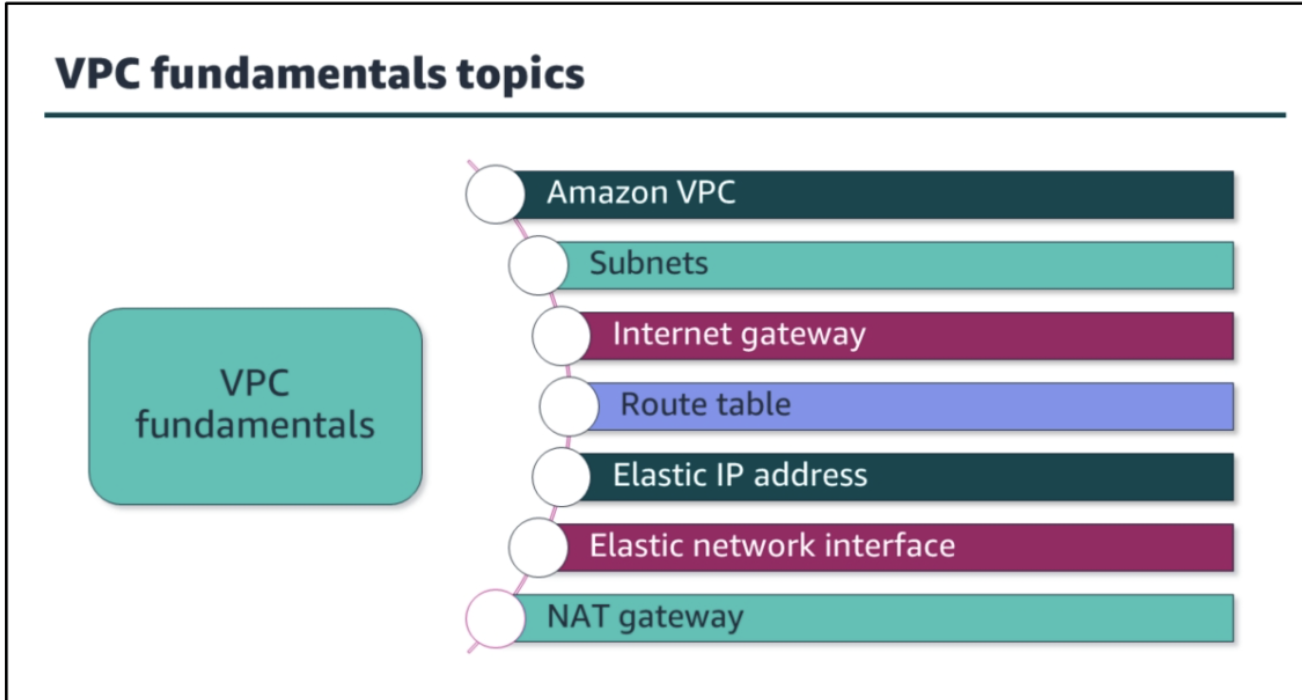 VPC fundamentals topics
VPC
fundamentals
Amazon VPC
Subnets
Internet gateway
Route table
Elastic IP address
Elastic network interface
NAT gateway